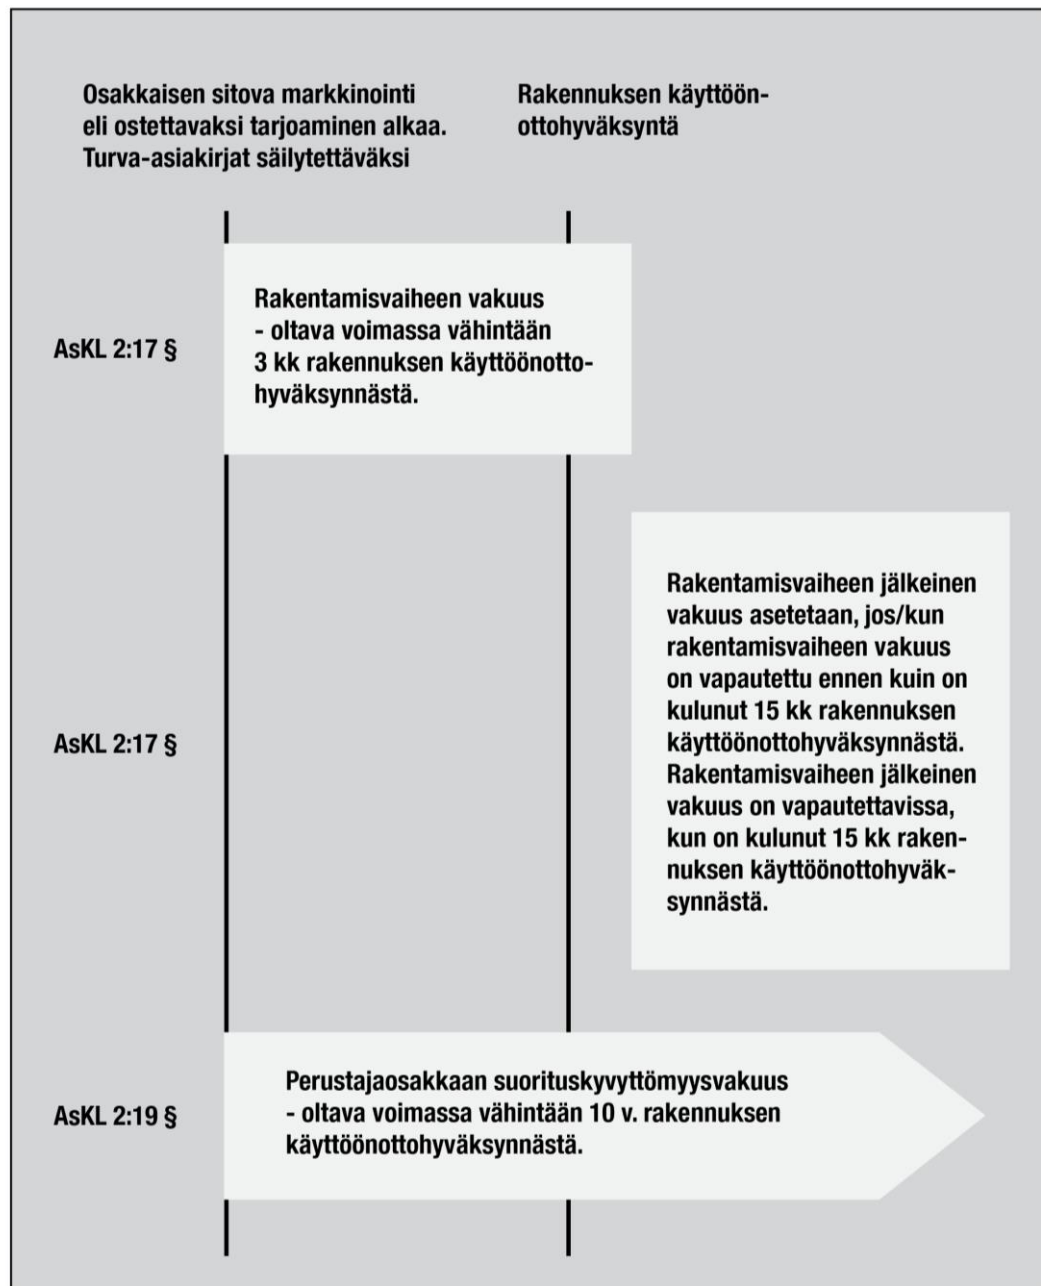 Osakkaisen sitova markkinointi
eli ostettavaksi tarjoaminen alkaa.
Turva-asiakirjat säilytettäväksi
Rakennuksen käyttöön-
ottohyväksyntä
AsKL 2:17 §
Rakentamisvaiheen vakuus
- oltava voimassa vähintään
3 kk rakennuksen käyttöönotto-
hyväksynnästä.
AsKL 2:17 §
Rakentamisvaiheen jälkeinen
vakuus asetetaan, jos/kun
rakentamisvaiheen vakuus
on vapautettu ennen kuin on
kulunut 15 kk rakennuksen
käyttöönottohyväksynnästä.
Rakentamisvaiheen jälkeinen
vakuus on vapautettavissa,
kun on kulunut 15 kk raken-
nuksen käyttöönottohyväk-
synnästä.
AsKL 2:19 §
Perustajaosakkaan suorituskyvyttömyysvakuus
- oltava voimassa vähintään 10 v. rakennuksen
käyttöönottohyväksynnästä.